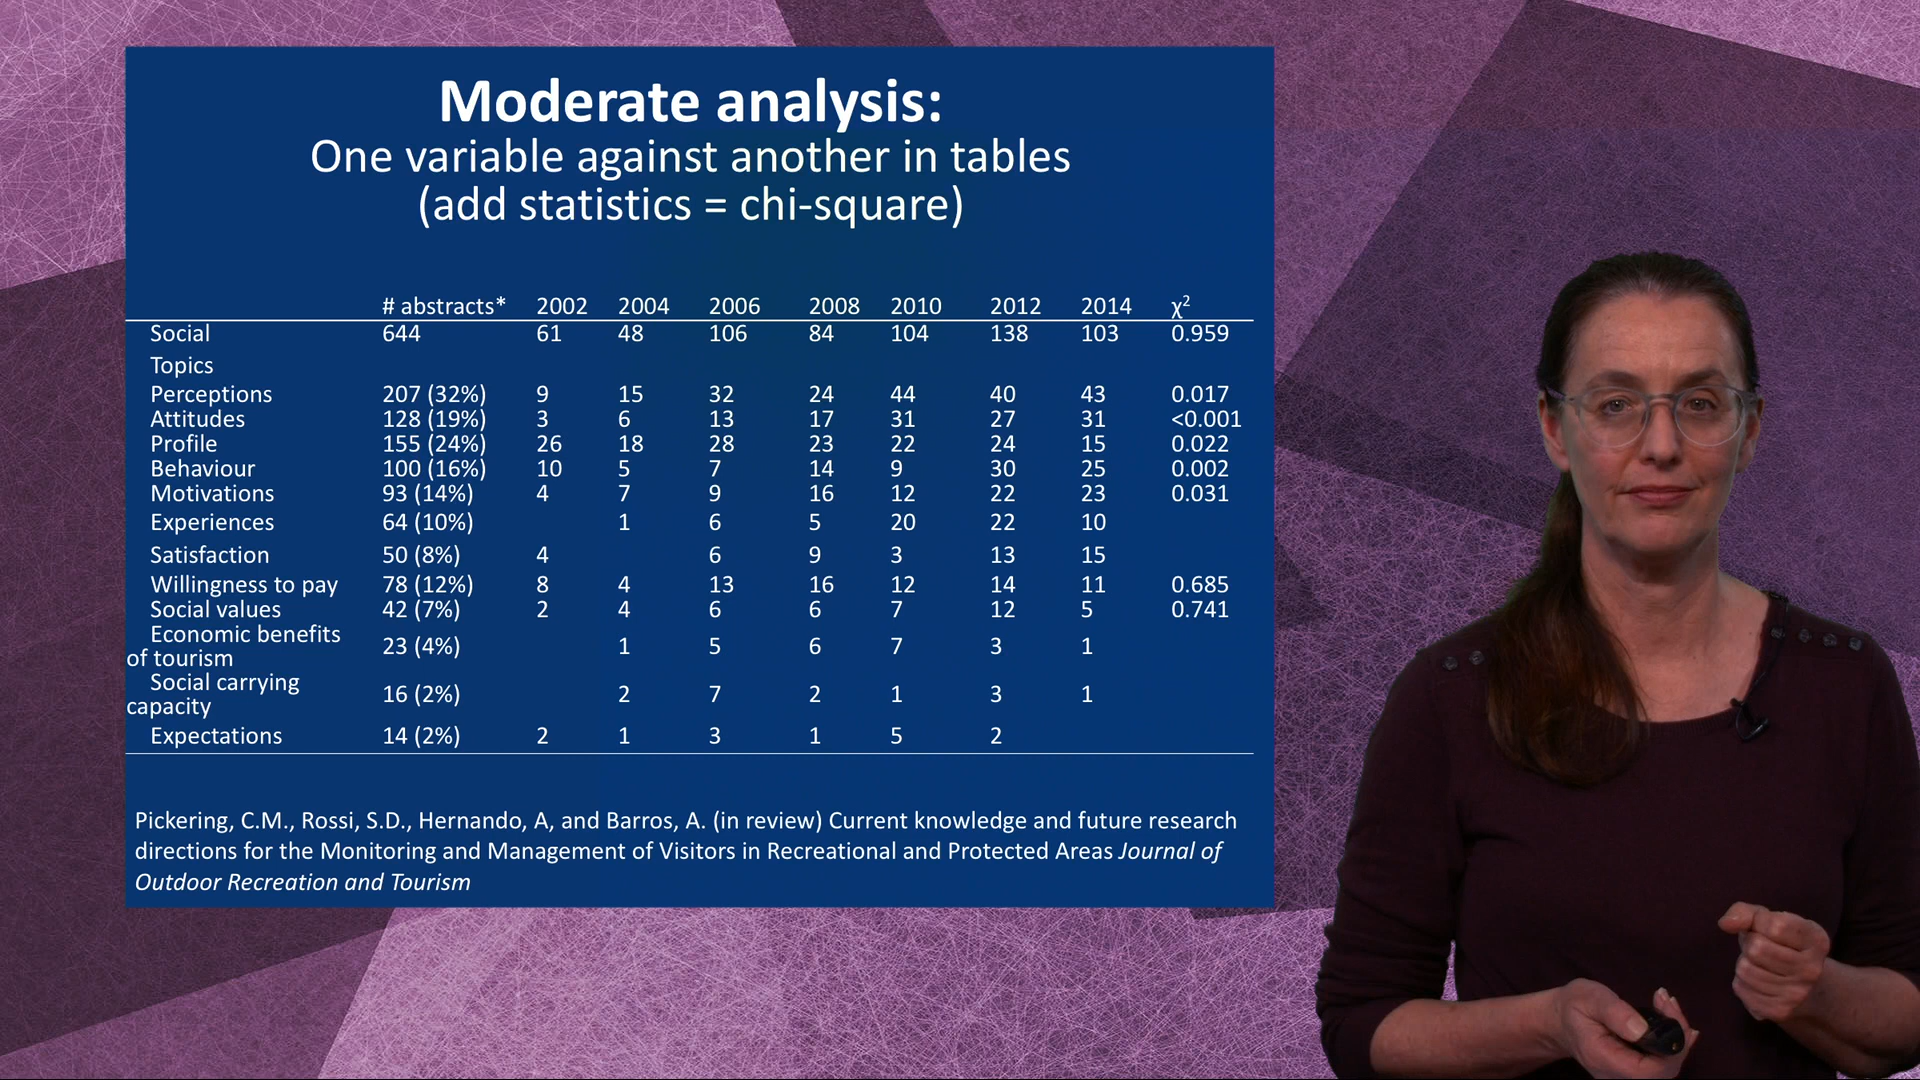 Moderate analysis:
One variable against another in tables
(add statistics = chi-square)
# abstracts* 2002 2004 2006 2008 2010 2012 2014 χ²
Social 644 61 48 106 84 104 138 103 0.959
Topics
Perceptions 207 (32%) 9 15 32 24 44 40 43 0.017
Attitudes 128 (19%) 3 6 13 17 31 27 31 <0.001
Profile 155 (24%) 26 18 28 23 22 24 15 0.022
Behaviour 100 (16%) 10 5 7 14 9 30 25 0.002
Motivations 93 (14%) 4 7 9 16 12 22 23 0.031
Experiences 64 (10%) 1 6 5 20 22 10
Satisfaction 50 (8%) 4 6 9 3 13 15
Willingness to pay 78 (12%) 8 4 13 16 12 14 11 0.685
Social values 42 (7%) 2 4 6 6 7 12 5 0.741
Economic benefits
of tourism 23 (4%) 1 5 6 7 3 1
Social carrying
capacity 16 (2%) 2 7 2 1 3 1
Expectations 14 (2%) 2 1 3 1 5 2
Pickering, C.M., Rossi, S.D., Hernando, A, and Barros, A. (in review) Current knowledge and future research
directions for the Monitoring and Management of Visitors in Recreational and Protected Areas Journal of
Outdoor Recreation and Tourism